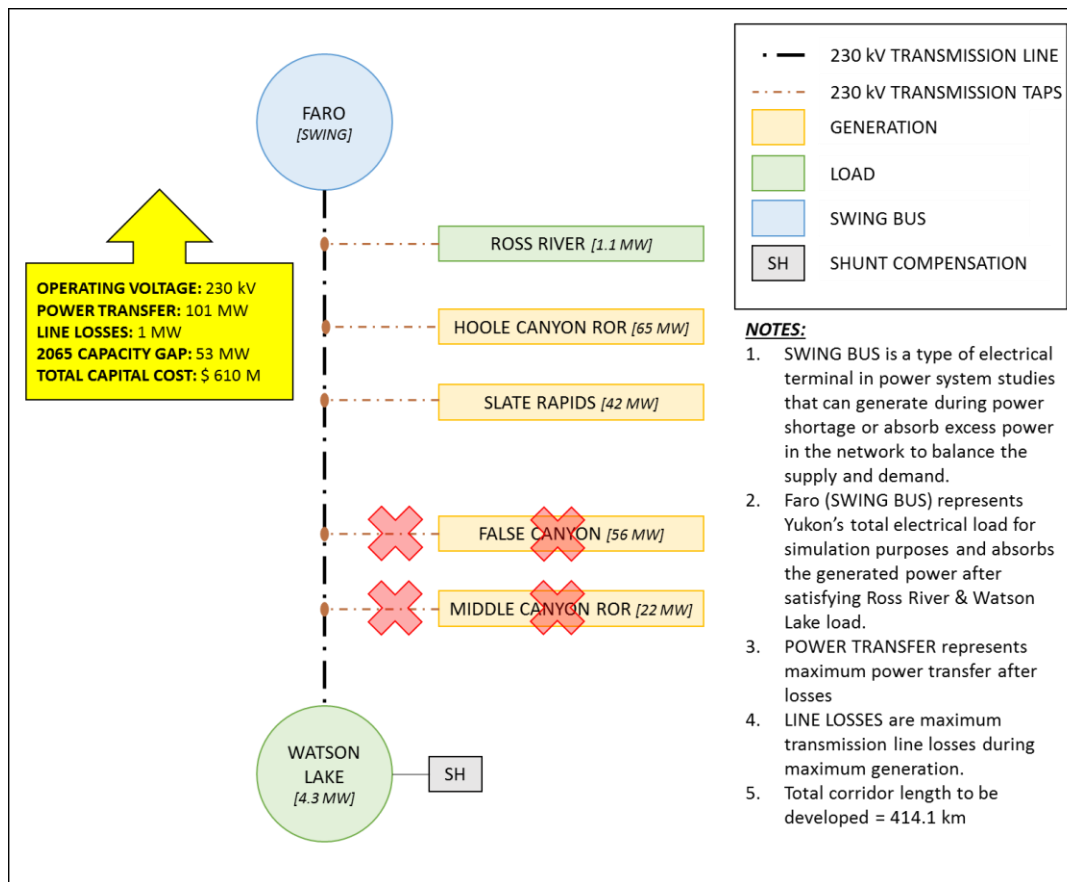 FARO
[SWING]
OPERATING VOLTAGE: 230 kV
POWER TRANSFER: 101 MW
LINE LOSSES: 1 MW
2065 CAPACITY GAP: 53 MW
TOTAL CAPITAL COST: $ 610 M
ROSS RIVER [1.1 MW]
HOOLE CANYON ROR [65 MW]
SLATE RAPIDS [42 MW]
FALSE CANYON [56 MW]
MIDDLE CANYON ROR [22 MW]
WATSON
LAKE
[4.3 MW]
SH
230 kV TRANSMISSION LINE
230 kV TRANSMISSION TAPS
GENERATION
LOAD
SWING BUS
SH SHUNT COMPENSATION
NOTES:
1. SWING BUS is a type of electrical
terminal in power system studies
that can generate during power
shortage or absorb excess power
in the network to balance the
supply and demand.
2. Faro (SWING BUS) represents
Yukon's total electrical load for
simulation purposes and absorbs
the generated power after
satisfying Ross River & Watson
Lake load.
3. POWER TRANSFER represents
maximum power transfer after
losses
4. LINE LOSSES are maximum
transmission line losses during
maximum generation.
5. Total corridor length to be
developed = 414.1 km